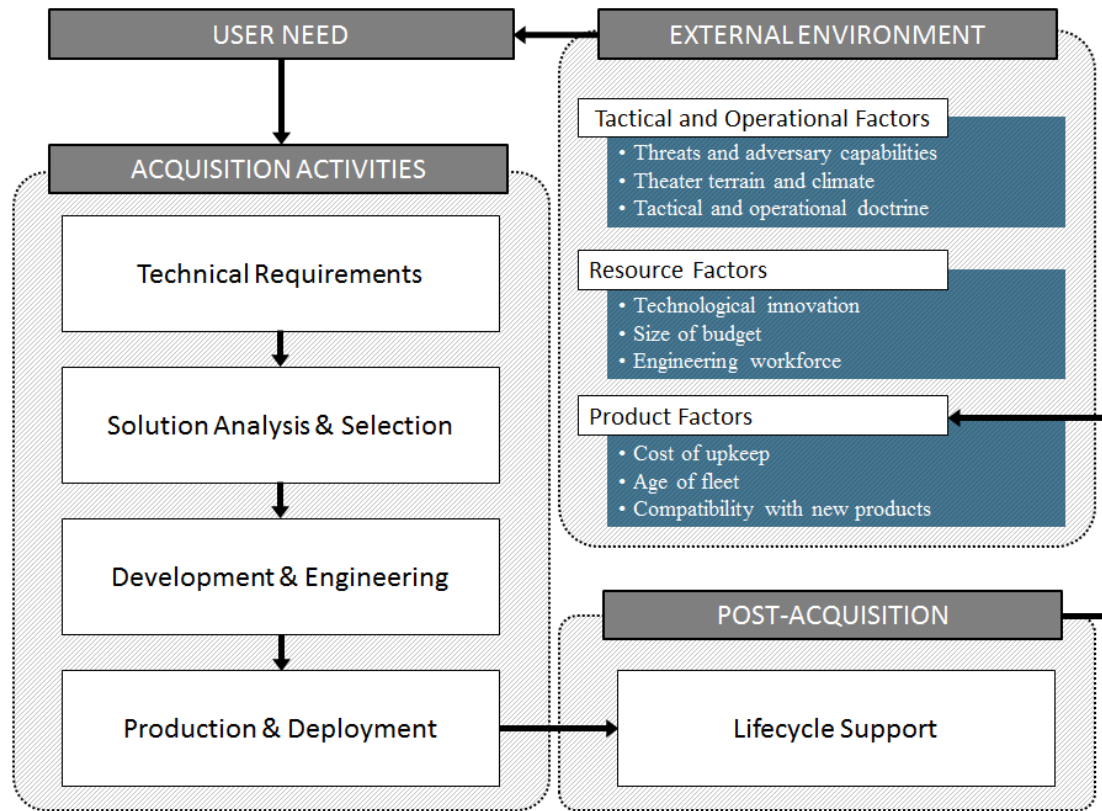 USER NEED
EXTERNAL ENVIRONMENT
Tactical and Operational Factors
• Threats and adversary capabilities
• Theater terrain and climate
• Tactical and operational doctrine
Resource Factors
• Technological innovation
• Size of budget
• Engineering workforce
Product Factors
• Cost of upkeep
• Age of fleet
• Compatibility with new products
ACQUISITION ACTIVITIES
Technical Requirements
Solution Analysis & Selection
Development & Engineering
Production & Deployment
POST-ACQUISITION
Lifecycle Support